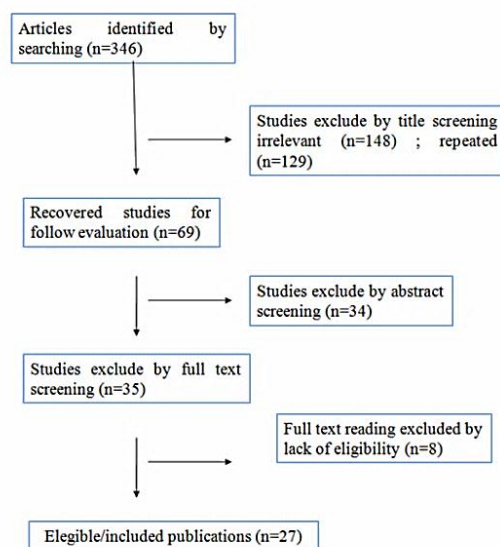 Articles identified by
searching (n=346)
Studies exclude by title screening
irrelevant (n=148) ; repeated
(n=129)
Recovered studies for
follow evaluation (n=69)
Studies exclude by abstract
screening (n=34)
Studies exclude by full text
screening (n=35)
Full text reading excluded by
lack of eligibility (n=8)
Elegible/included publications (n=27)